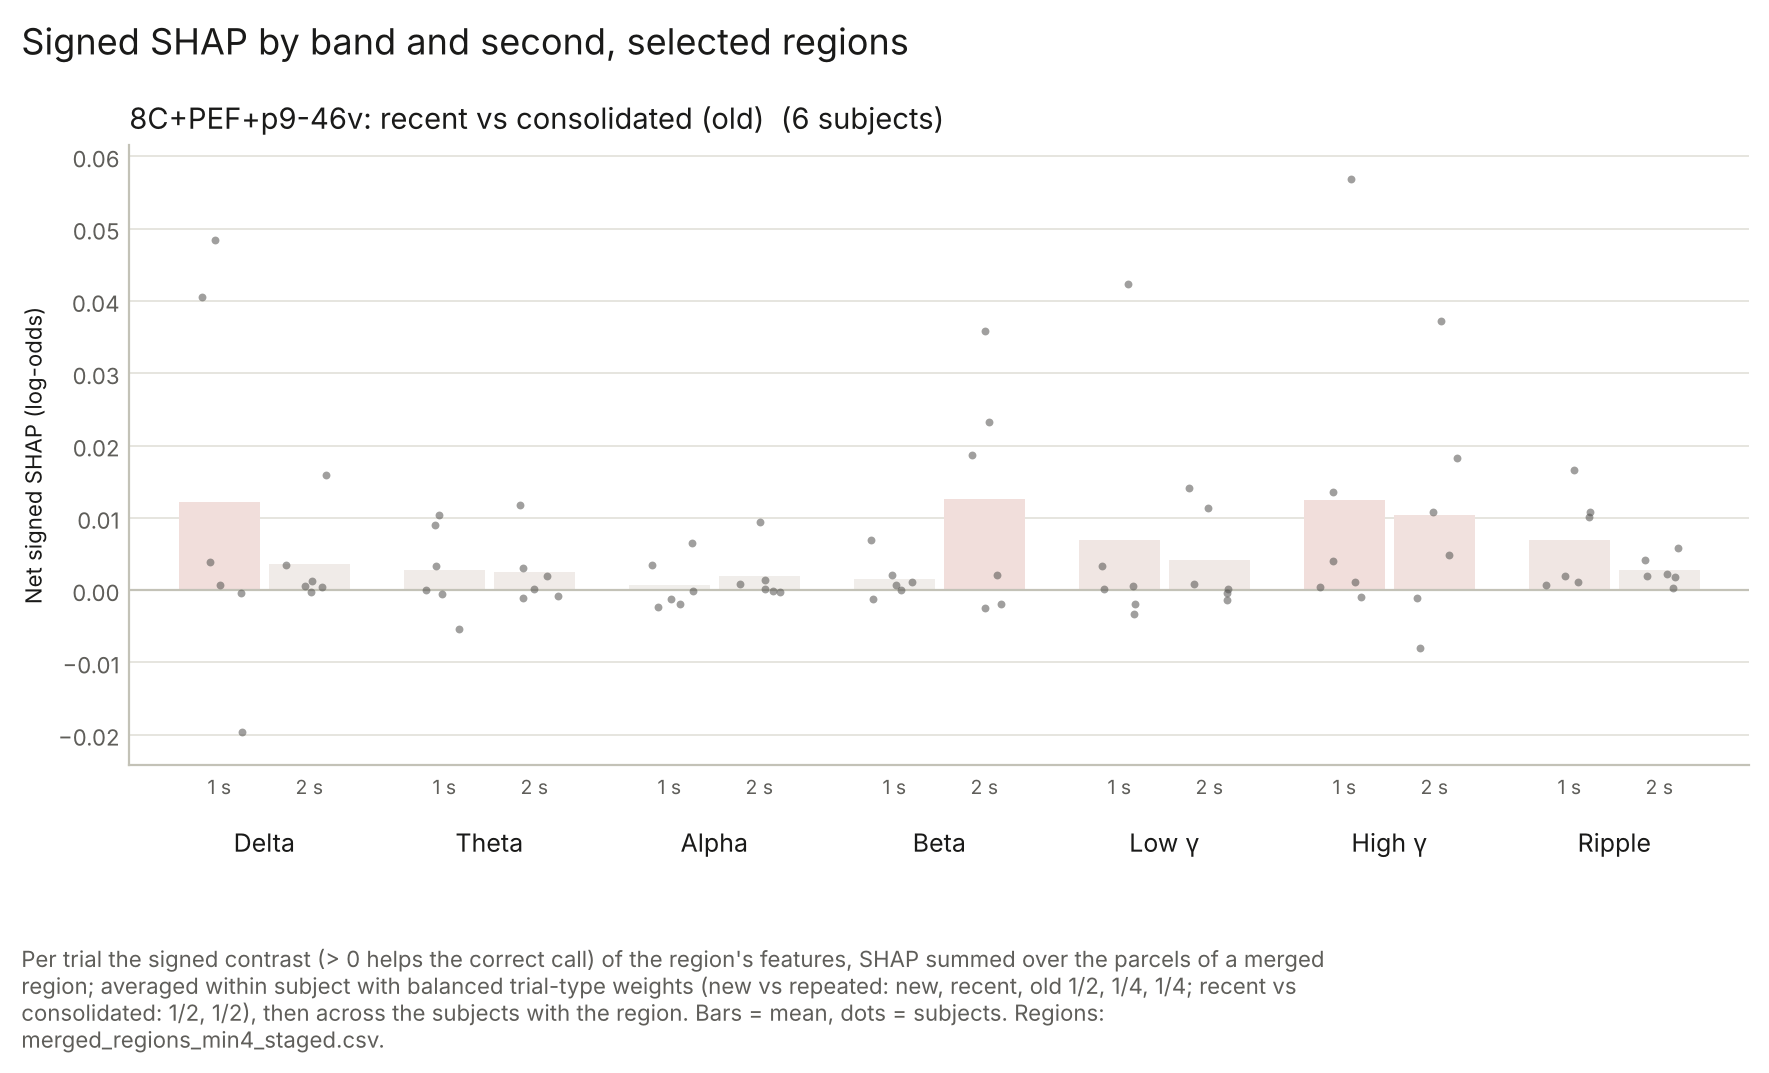 Signed SHAP by band and second, selected regions
8C+PEF+p9-46v: recent vs consolidated (old)  (6 subjects)
Net signed SHAP (log-odds)
0.06
0.05
0.04
0.03
0.02
0.01
0.00
−0.01
−0.02
1 s 2 s 1 s 2 s 1 s 2 s 1 s 2 s 1 s 2 s 1 s 2 s 1 s 2 s
Delta Theta Alpha Beta Low γ High γ Ripple
Per trial the signed contrast (> 0 helps the correct call) of the region's features, SHAP summed over the parcels of a merged
region; averaged within subject with balanced trial-type weights (new vs repeated: new, recent, old 1/2, 1/4, 1/4; recent vs
consolidated: 1/2, 1/2), then across the subjects with the region. Bars = mean, dots = subjects. Regions:
merged_regions_min4_staged.csv.